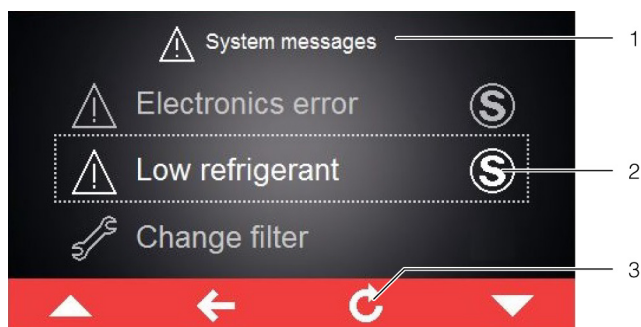 System messages
1
Electronics error
S
Low refrigerant
S
2
Change filter
3